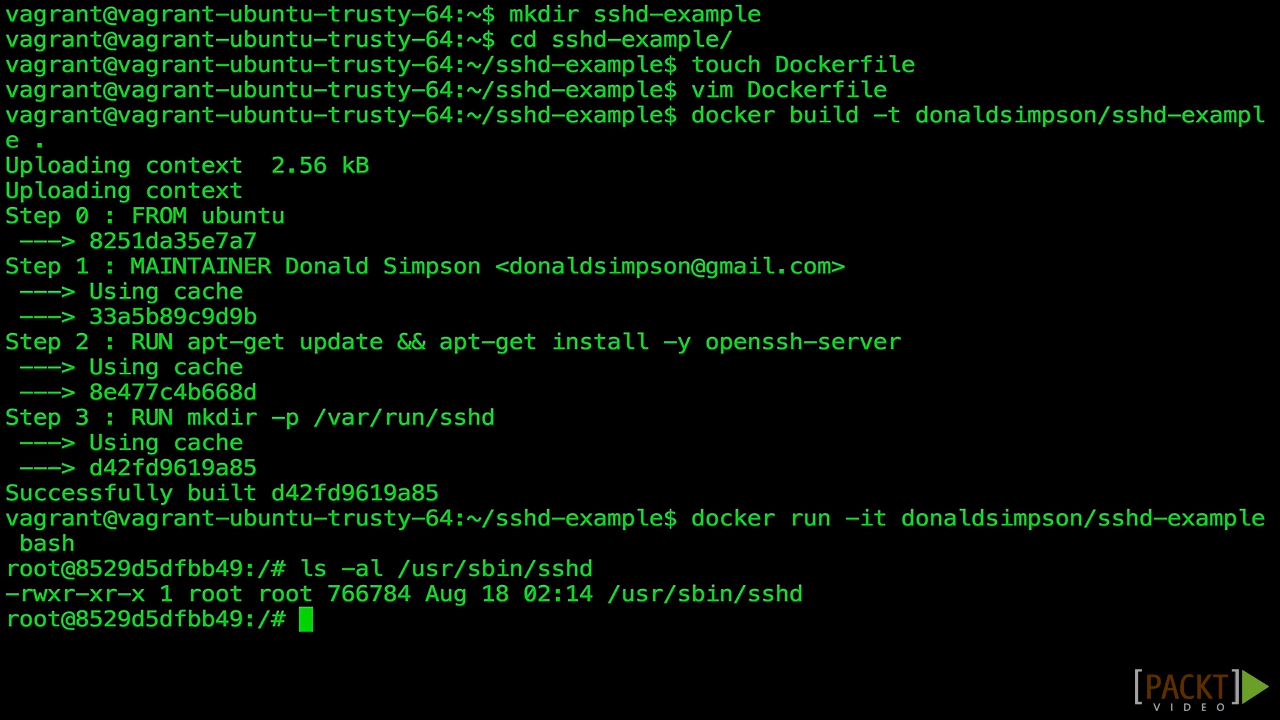 vagrant@vagrant-ubuntu-trusty-64:~$ mkdir sshd-example
vagrant@vagrant-ubuntu-trusty-64:~$ cd sshd-example/
vagrant@vagrant-ubuntu-trusty-64:~/sshd-example$ touch Dockerfile
vagrant@vagrant-ubuntu-trusty-64:~/sshd-example$ vim Dockerfile
vagrant@vagrant-ubuntu-trusty-64:~/sshd-example$ docker build -t donaldsimpson/sshd-exampl
e .
Uploading context  2.56 kB
Uploading context
Step 0 : FROM ubuntu
 ---> 8251da35e7a7
Step 1 : MAINTAINER Donald Simpson <donaldsimpson@gmail.com>
 ---> Using cache
 ---> 33a5b89c9d9b
Step 2 : RUN apt-get update && apt-get install -y openssh-server
 ---> Using cache
 ---> 8e477c4b668d
Step 3 : RUN mkdir -p /var/run/sshd
 ---> Using cache
 ---> d42fd9619a85
Successfully built d42fd9619a85
vagrant@vagrant-ubuntu-trusty-64:~/sshd-example$ docker run -it donaldsimpson/sshd-example
 bash
root@8529d5dfbb49:/# ls -al /usr/sbin/sshd
-rwxr-xr-x 1 root root 766784 Aug 18 02:14 /usr/sbin/sshd
root@8529d5dfbb49:/#
[PACKT]
VIDEO